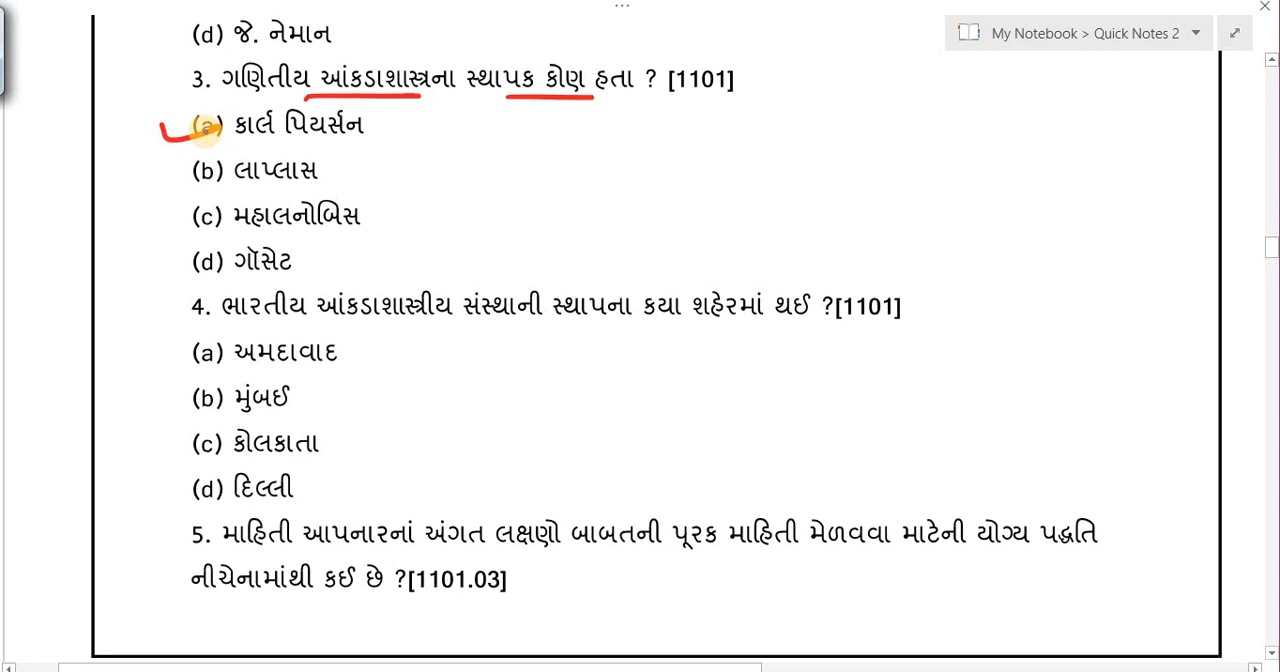 ...
(d) જે. નેમાન
My Notebook > Quick Notes 2
3. ગણિતીય આંકડાશાસ્ત્રના સ્થાપક કોણ હતા ? [1101]
(a) કાર્લ પિયર્સન
(b) લાપ્લાસ
(c) મહાલનોબિસ
(d) ગૉસેટ
4. ભારતીય આંકડાશાસ્ત્રીય સંસ્થાની સ્થાપના કયા શહેરમાં થઈ ?[1101]
(a) અમદાવાદ
(b) મુંબઈ
(c) કોલકાતા
(d) દિલ્લી
5. માહિતી આપનારનાં અંગત લક્ષણો બાબતની પૂરક માહિતી મેળવવા માટેની યોગ્ય પદ્ધતિ
નીચેનામાંથી કઈ છે ?[1101.03]